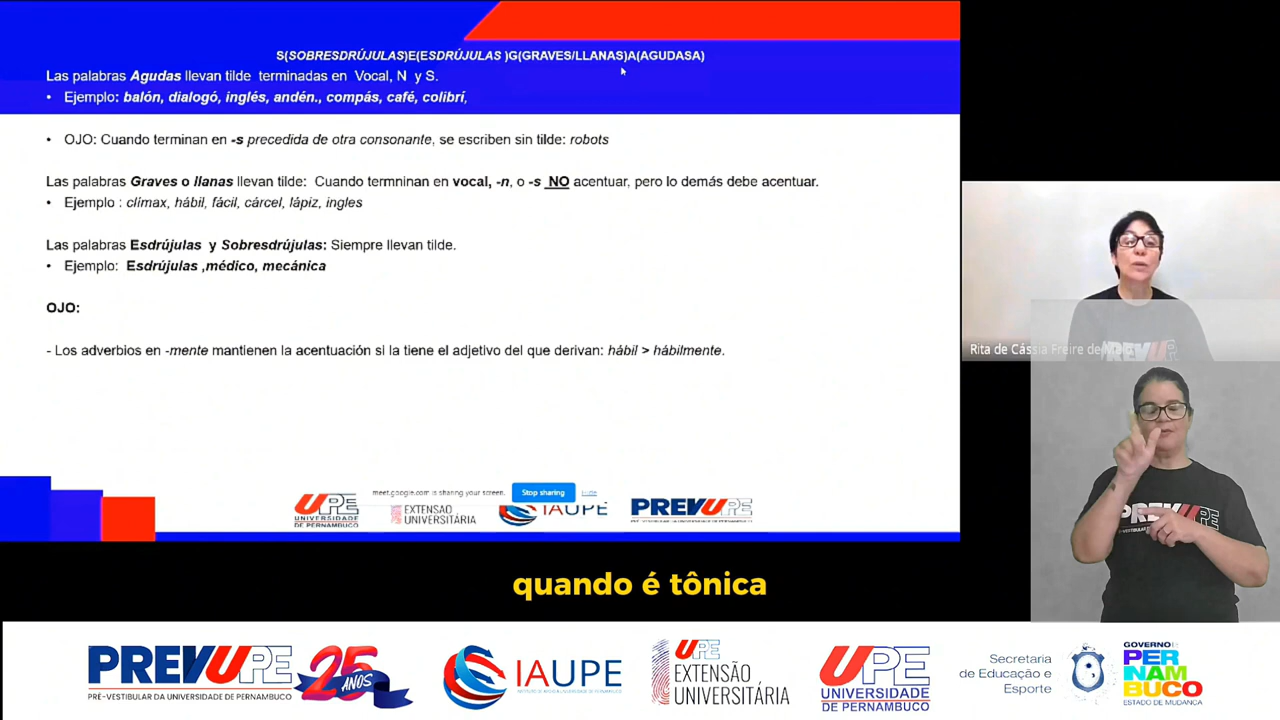 S(SOBRESDRÚJULAS)E(ESDRÚJULAS )G(GRAVES/LLANAS)A(AGUDASA)
Las palabras Agudas llevan tilde terminadas en Vocal, N y S.
• Ejemplo: balón, dialogó, inglés, andén., compás, café, colibrí,
• OJO: Cuando terminan en -s precedida de otra consonante, se escriben sin tilde: robots
Las palabras Graves o llanas llevan tilde: Cuando termninan en vocal, -n, o -s NO acentuar, pero lo demás debe acentuar.
• Ejemplo : clímax, hábil, fácil, cárcel, lápiz, ingles
Las palabras Esdrújulas y Sobresdrújulas: Siempre llevan tilde.
• Ejemplo: Esdrújulas ,médico, mecánica
OJO:
- Los adverbios en -mente mantienen la acentuación si la tiene el adjetivo del que derivan: hábil > hábilmente.
Rita de Cássia Freire de
PREVUPE
UPE
UNIVERSIDADE
DE PERNAMBUCO
EXTENSÃO
UNIVERSITÁRIA
meet.google.com is sharing your screen.
Stop sharing
IAUPE
PREVUPE
quando é tônica
PREVUPE
PRÉ-VESTIBULAR DA UNIVERSIDADE DE PERNAMBUCO
25
ANOS
IAUPE
UPE
EXTENSÃO
UNIVERSITÁRIA
UPE
UNIVERSIDADE
DE PERNAMBUCO
Secretaria
de Educação e
Esporte
GOVERNO
PER
NAM
BUCO
ESTADO DE MUDANÇA